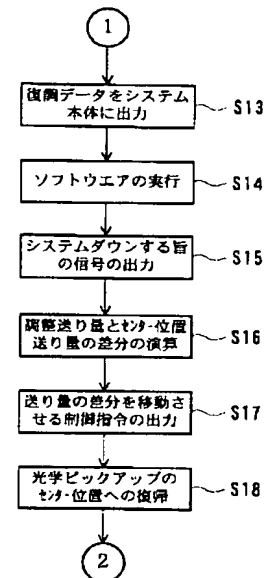 1
復調データをシステム
本体に出力
S13
ソフトウエアの実行
S14
システムダウンする旨
の信号の出力
S15
調整送り量とセンター位置
送り量の差分の演算
S16
送り量の差分を移動さ
せる制御指令の出力
S17
光学ピックアップの
センター位置への復帰
S18
2